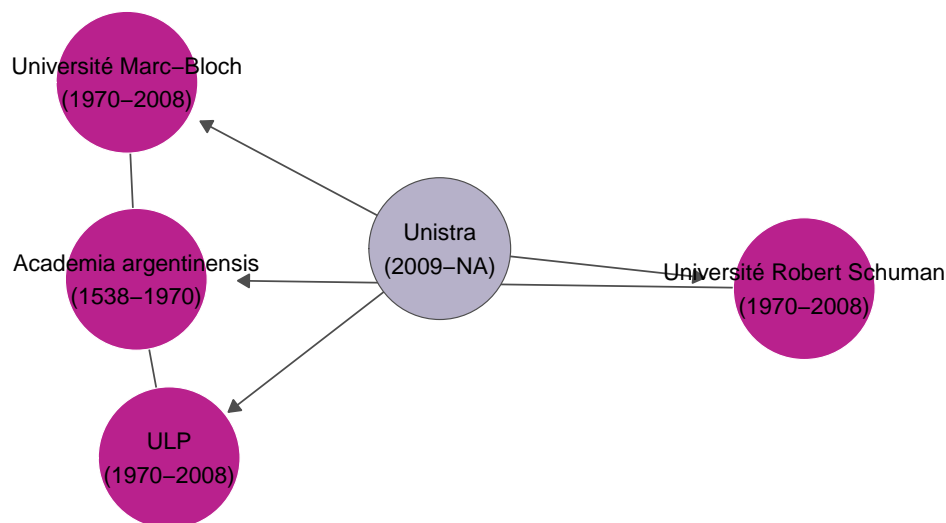 Université Marc−Bloch
(1970−2008)
Unistra
(2009−NA)
Academia argentinensis
(1538−1970)
Université Robert Schuman
(1970−2008)
ULP
(1970−2008)